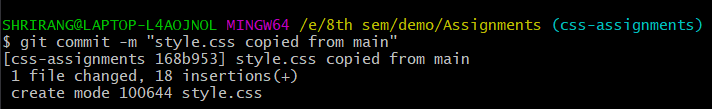 SHRIRANG@LAPTOP-L4AOJNOL MINGW64 /e/8th sem/demo/Assignments (css-assignments)
$ git commit -m "style.css copied from main"
[css-assignments 168b953] style.css copied from main
 1 file changed, 18 insertions(+)
 create mode 100644 style.css